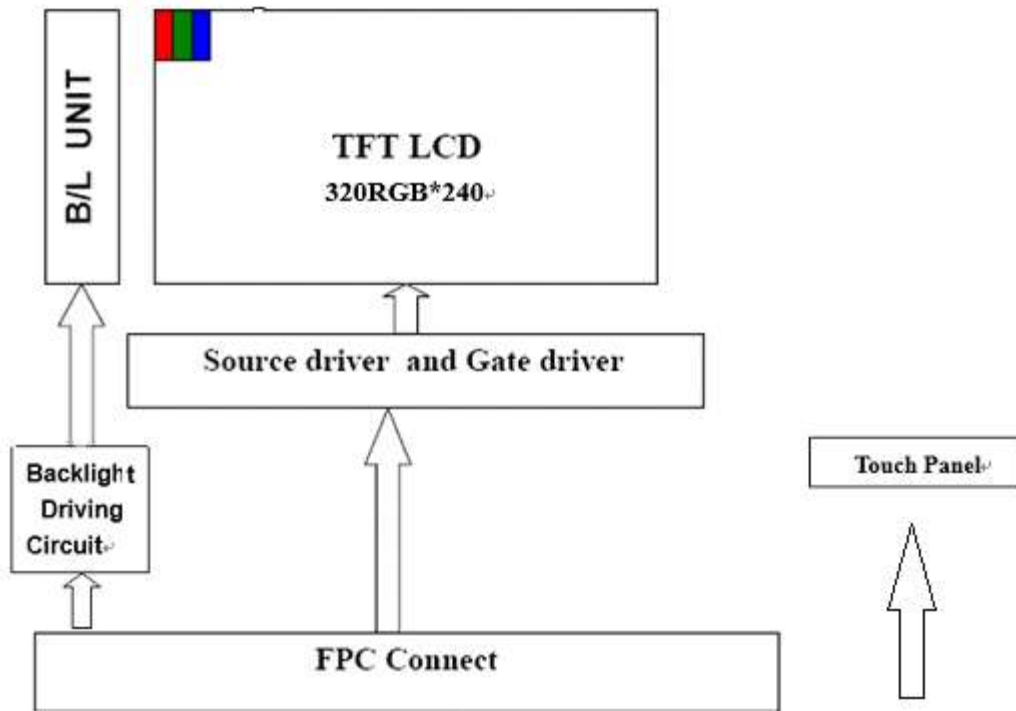 B/L UNIT
TFT LCD
320RGB*240↵
Source driver and Gate driver
Backlight
Driving
Circuit↵
Touch Panel↵
FPC Connect